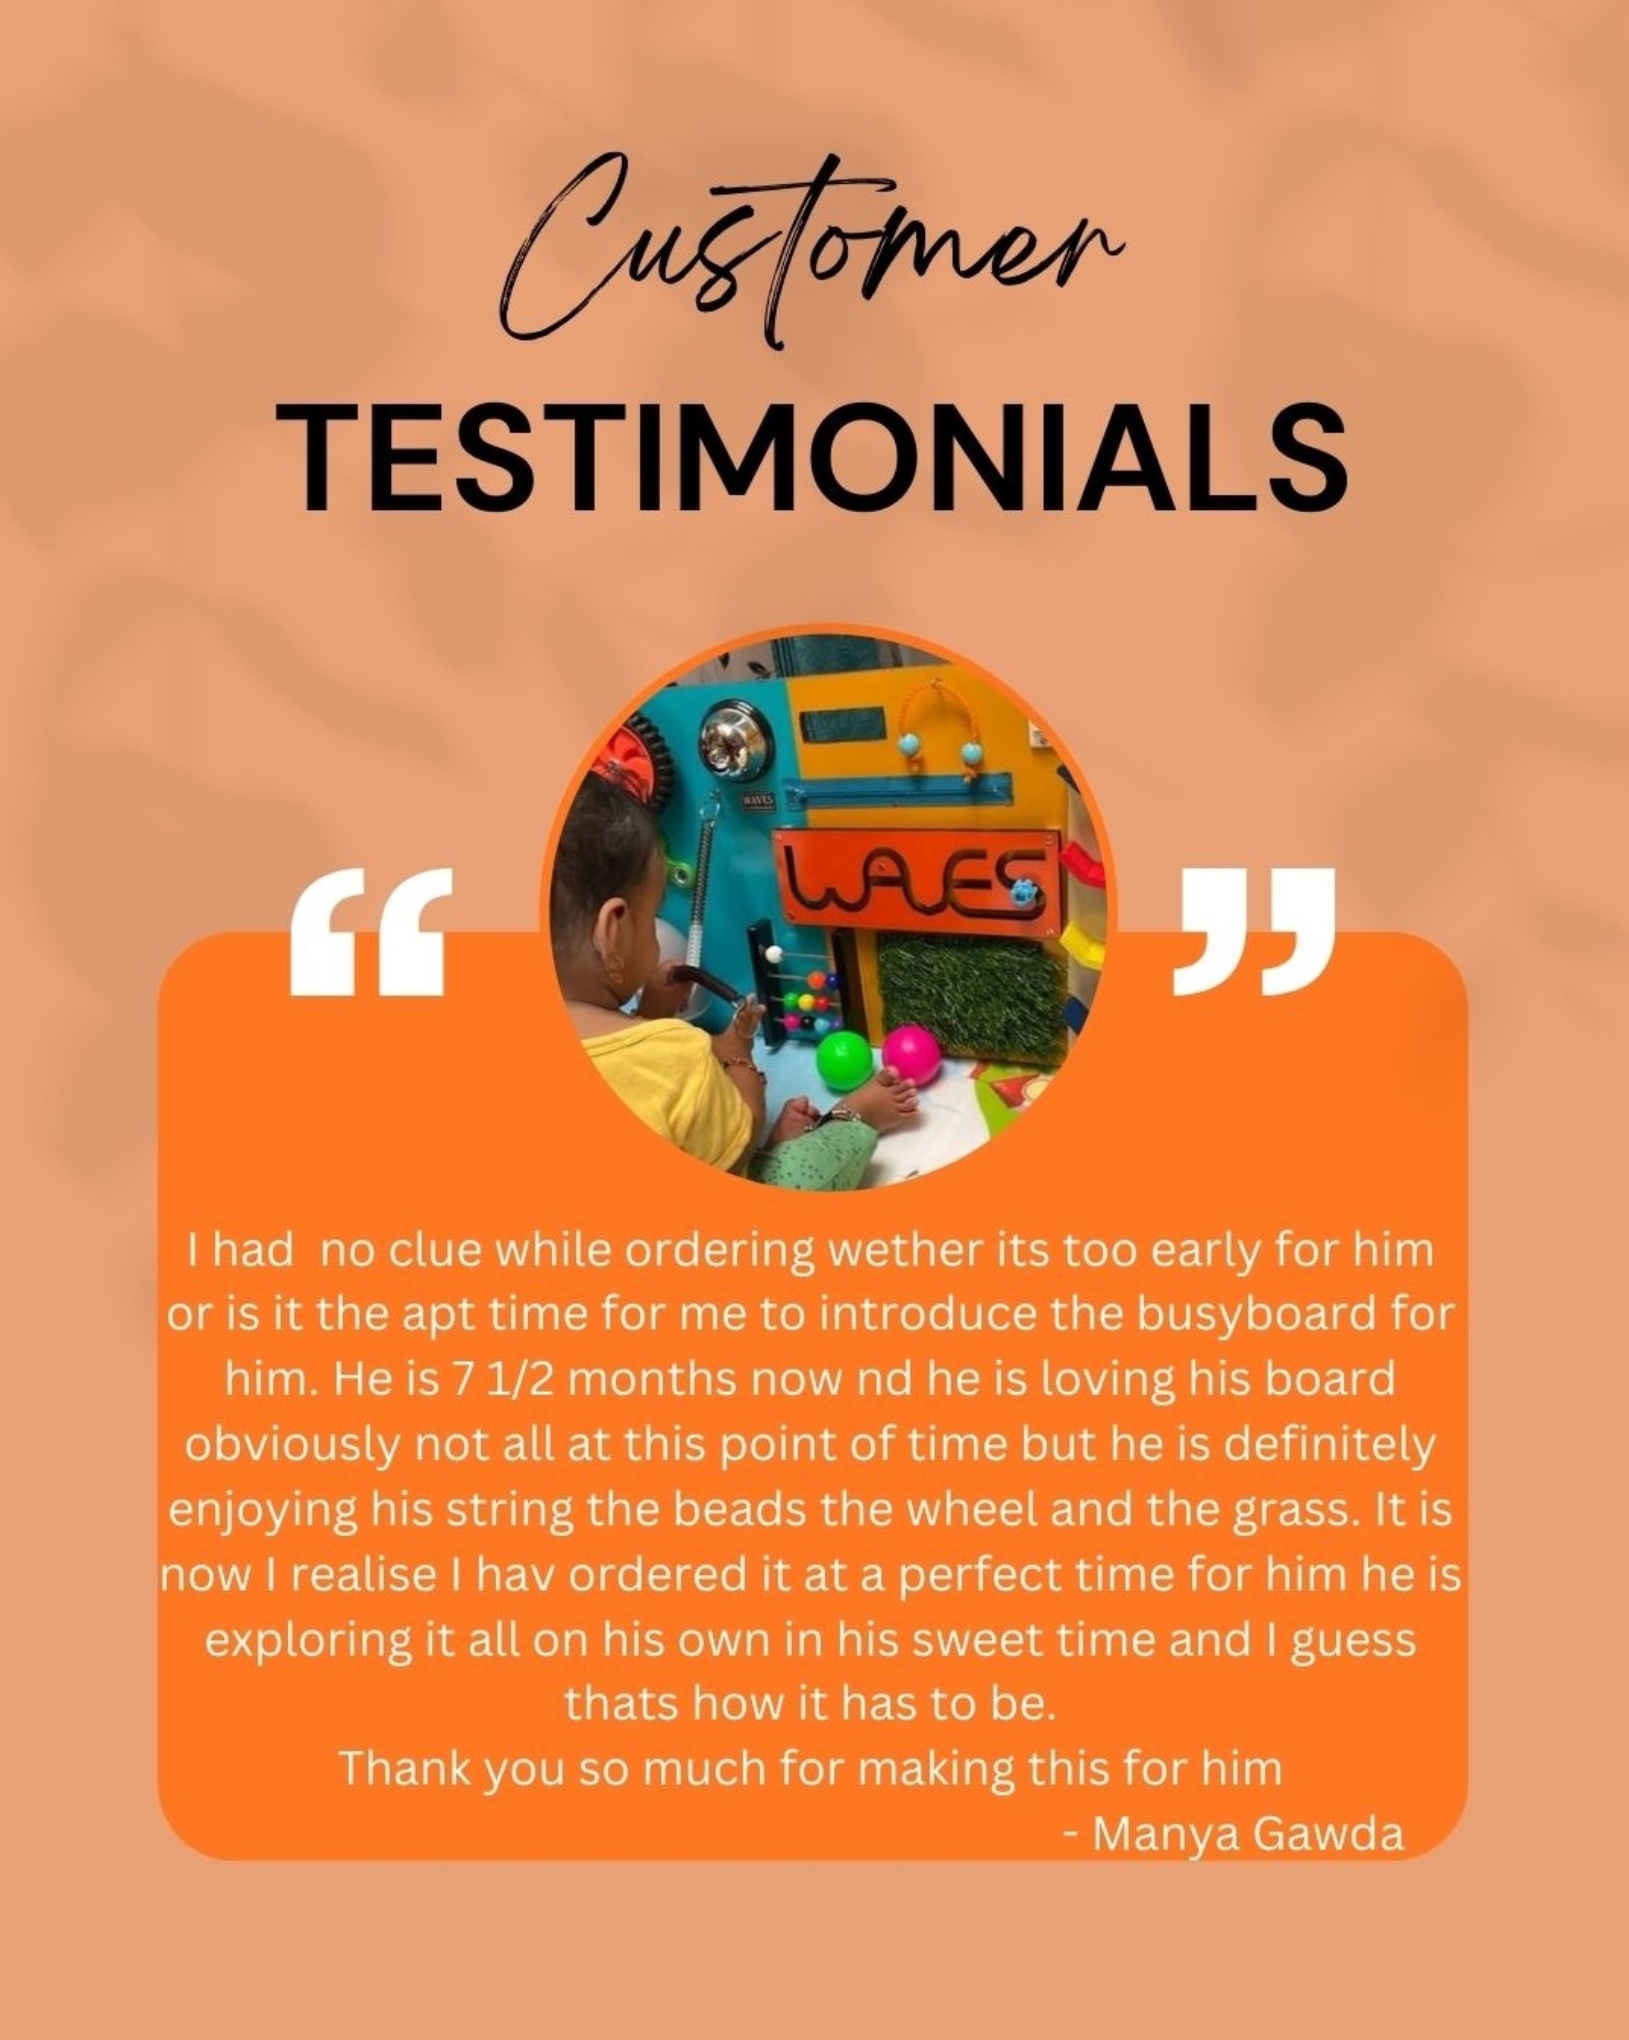 Customer
TESTIMONIALS
“ ”
WAVES
WAVES
I had  no clue while ordering wether its too early for him
or is it the apt time for me to introduce the busyboard for
him. He is 7 1/2 months now nd he is loving his board
obviously not all at this point of time but he is definitely
enjoying his string the beads the wheel and the grass. It is
now I realise I hav ordered it at a perfect time for him he is
exploring it all on his own in his sweet time and I guess
thats how it has to be.
Thank you so much for making this for him
- Manya Gawda